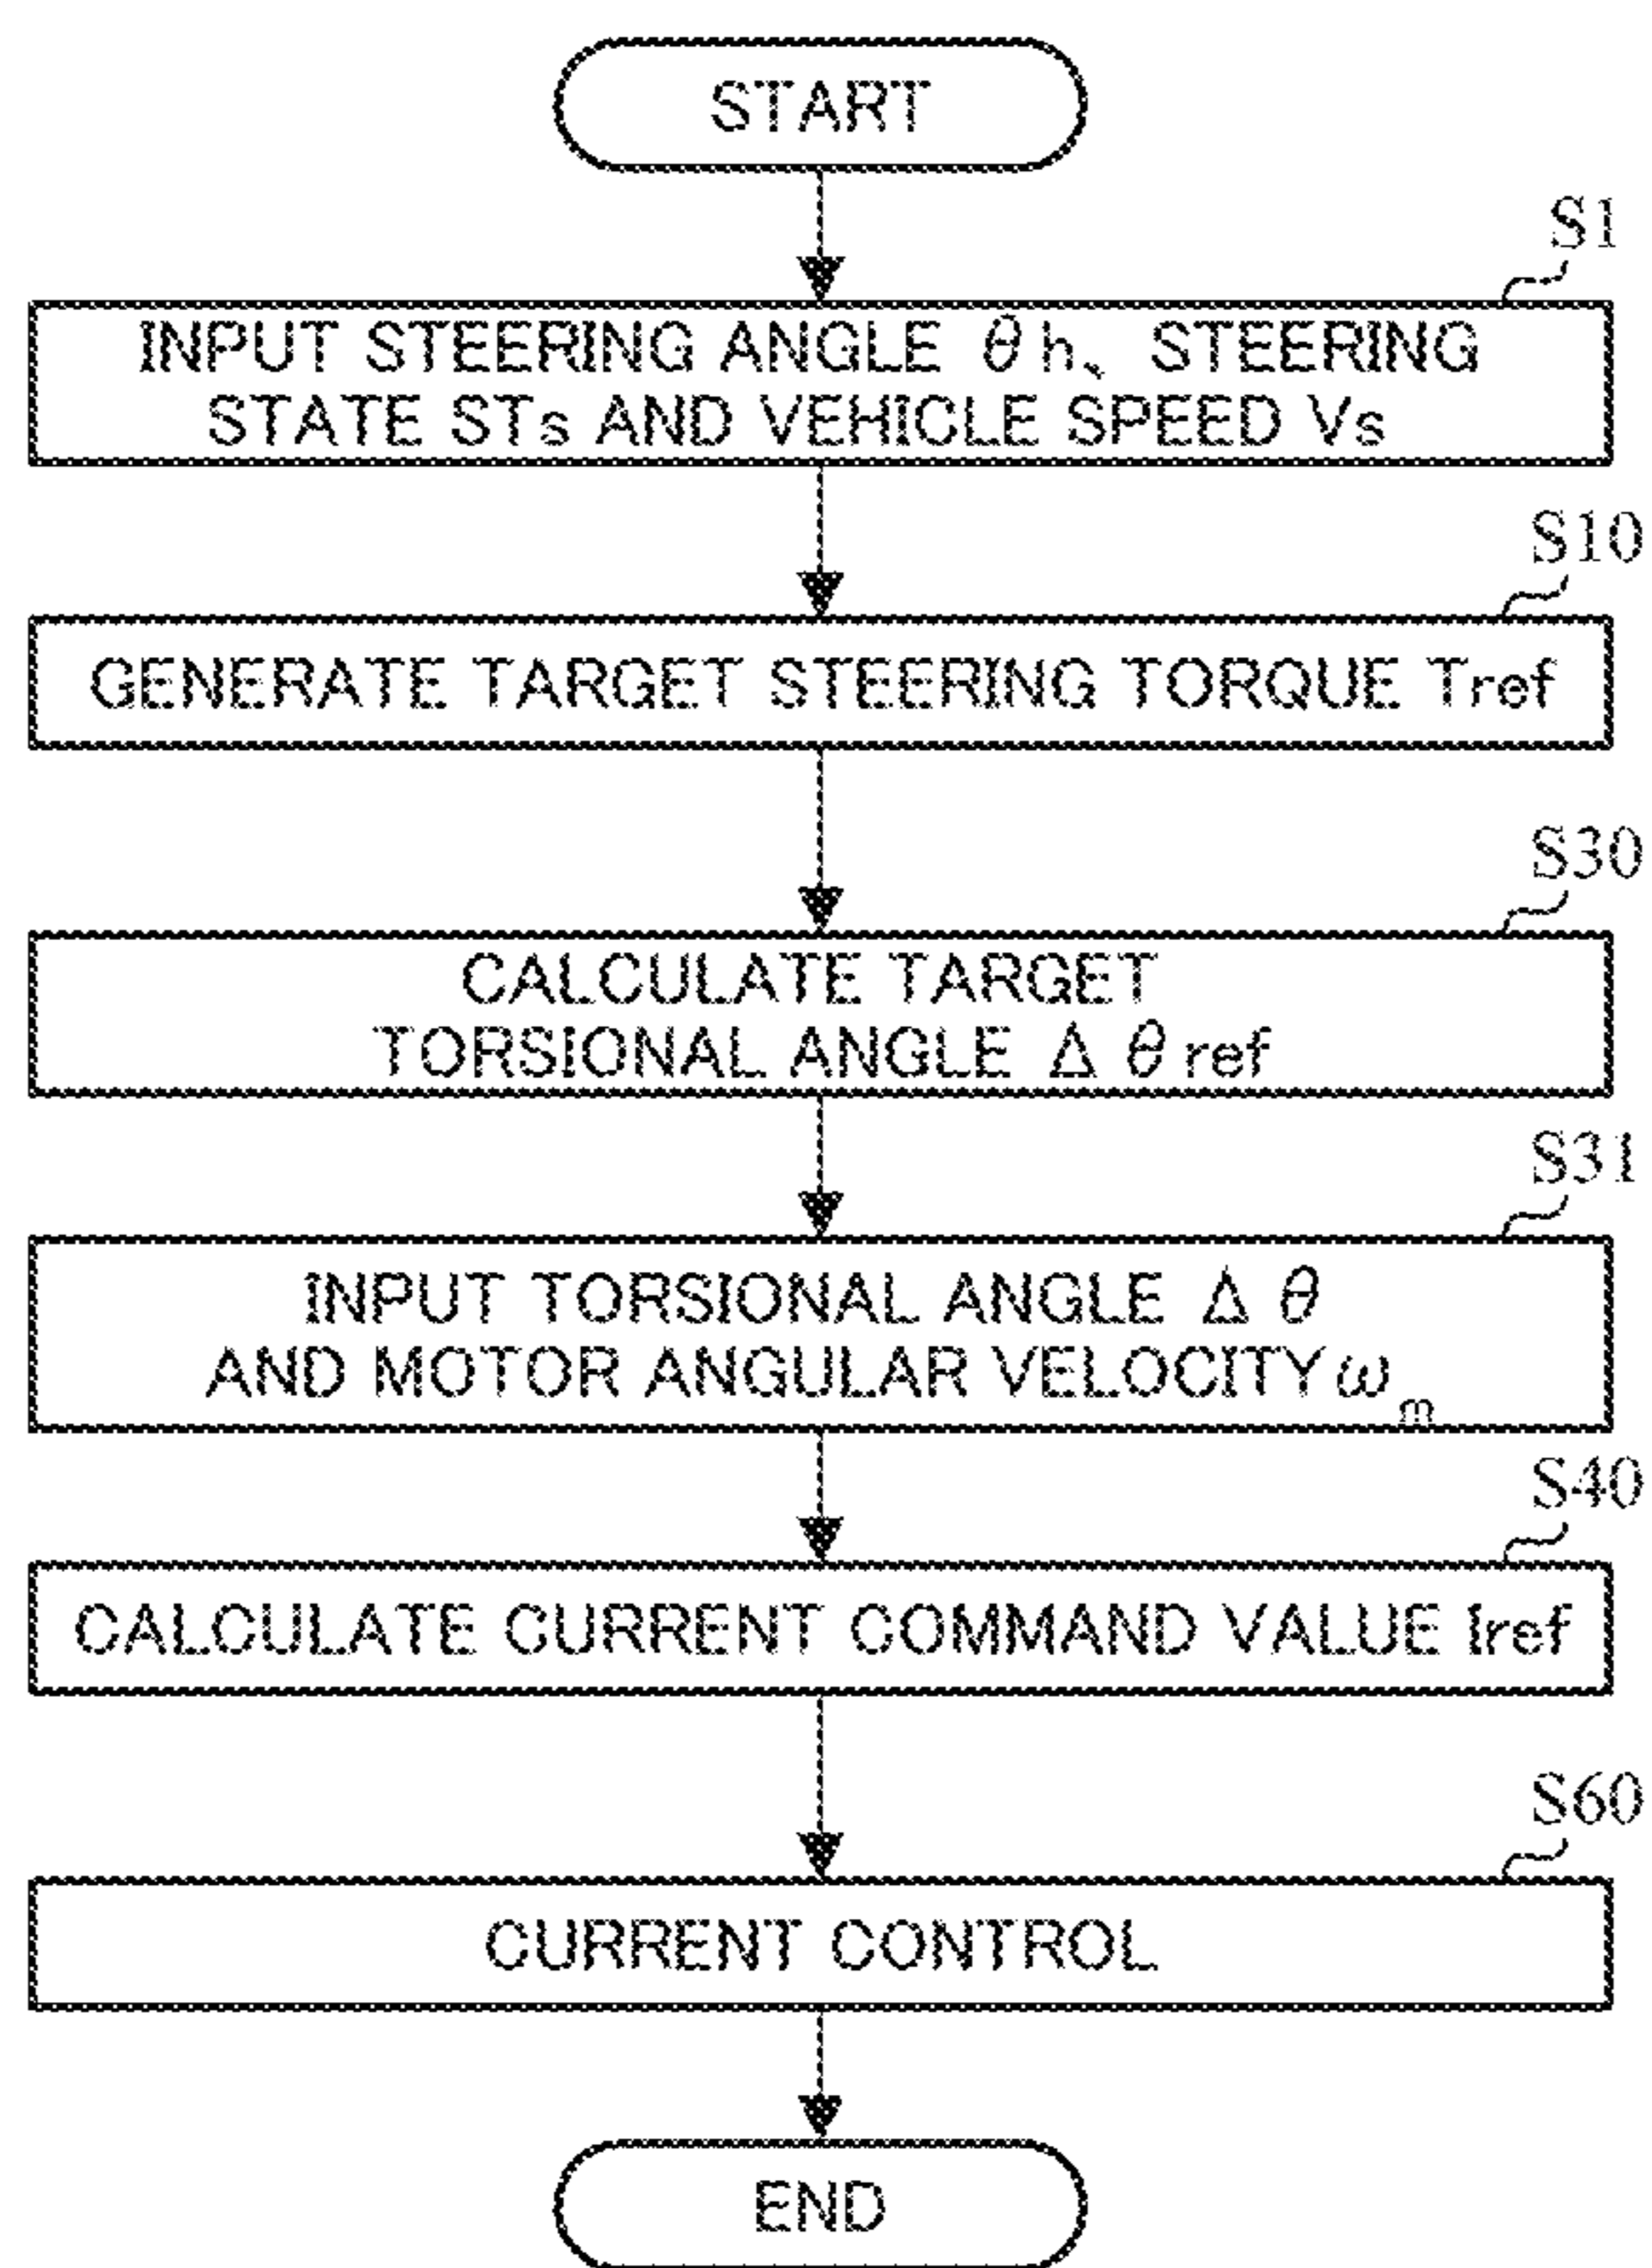 START
S1
INPUT STEERING ANGLE θh、STEERING
STATE STs AND VEHICLE SPEED Vs
S10
GENERATE TARGET STEERING TORQUE Tref
S30
CALCULATE TARGET
TORSIONAL ANGLE Δθref
S31
INPUT TORSIONAL ANGLE Δθ
AND MOTOR ANGULAR VELOCITY ωm
S40
CALCULATE CURRENT COMMAND VALUE Iref
S60
CURRENT CONTROL
END